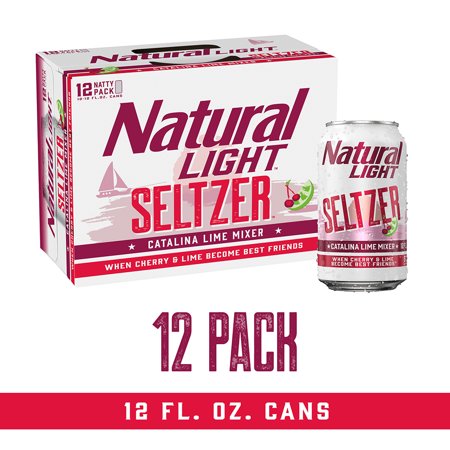 12 NATTY PACK
12-12 FL. OZ. CANS
Natural
LIGHT
SELTZER
CATALINA LIME MIXER
WHEN CHERRY & LIME BECOME BEST FRIENDS
Natural
LIGHT
SELTZER
CATALINA LIME MIXER
WHEN CHERRY & LIME
BECOME BEST FRIENDS
12 PACK
12 FL. OZ. CANS